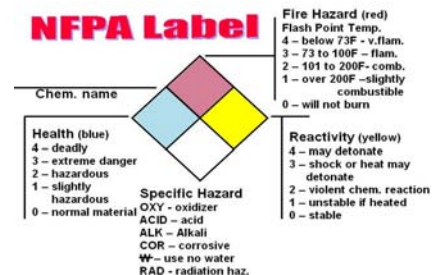 NFPA Label
Fire Hazard (red)
Flash Point Temp.
4 – below 73F - v.flam.
3 – 73 to 100F – flam.
2 – 101 to 200F- comb.
1 – over 200F –slightly
combustible
0 – will not burn
Chem. name
Health (blue)
4 – deadly
3 – extreme danger
2 – hazardous
1 – slightly
hazardous
0 – normal material
Reactivity (yellow)
4 – may detonate
3 – shock or heat may
detonate
2 – violent chem. reaction
1 – unstable if heated
0 – stable
Specific Hazard
OXY - oxidizer
ACID – acid
ALK – Alkali
COR – corrosive
W – use no water
RAD - radiation haz.